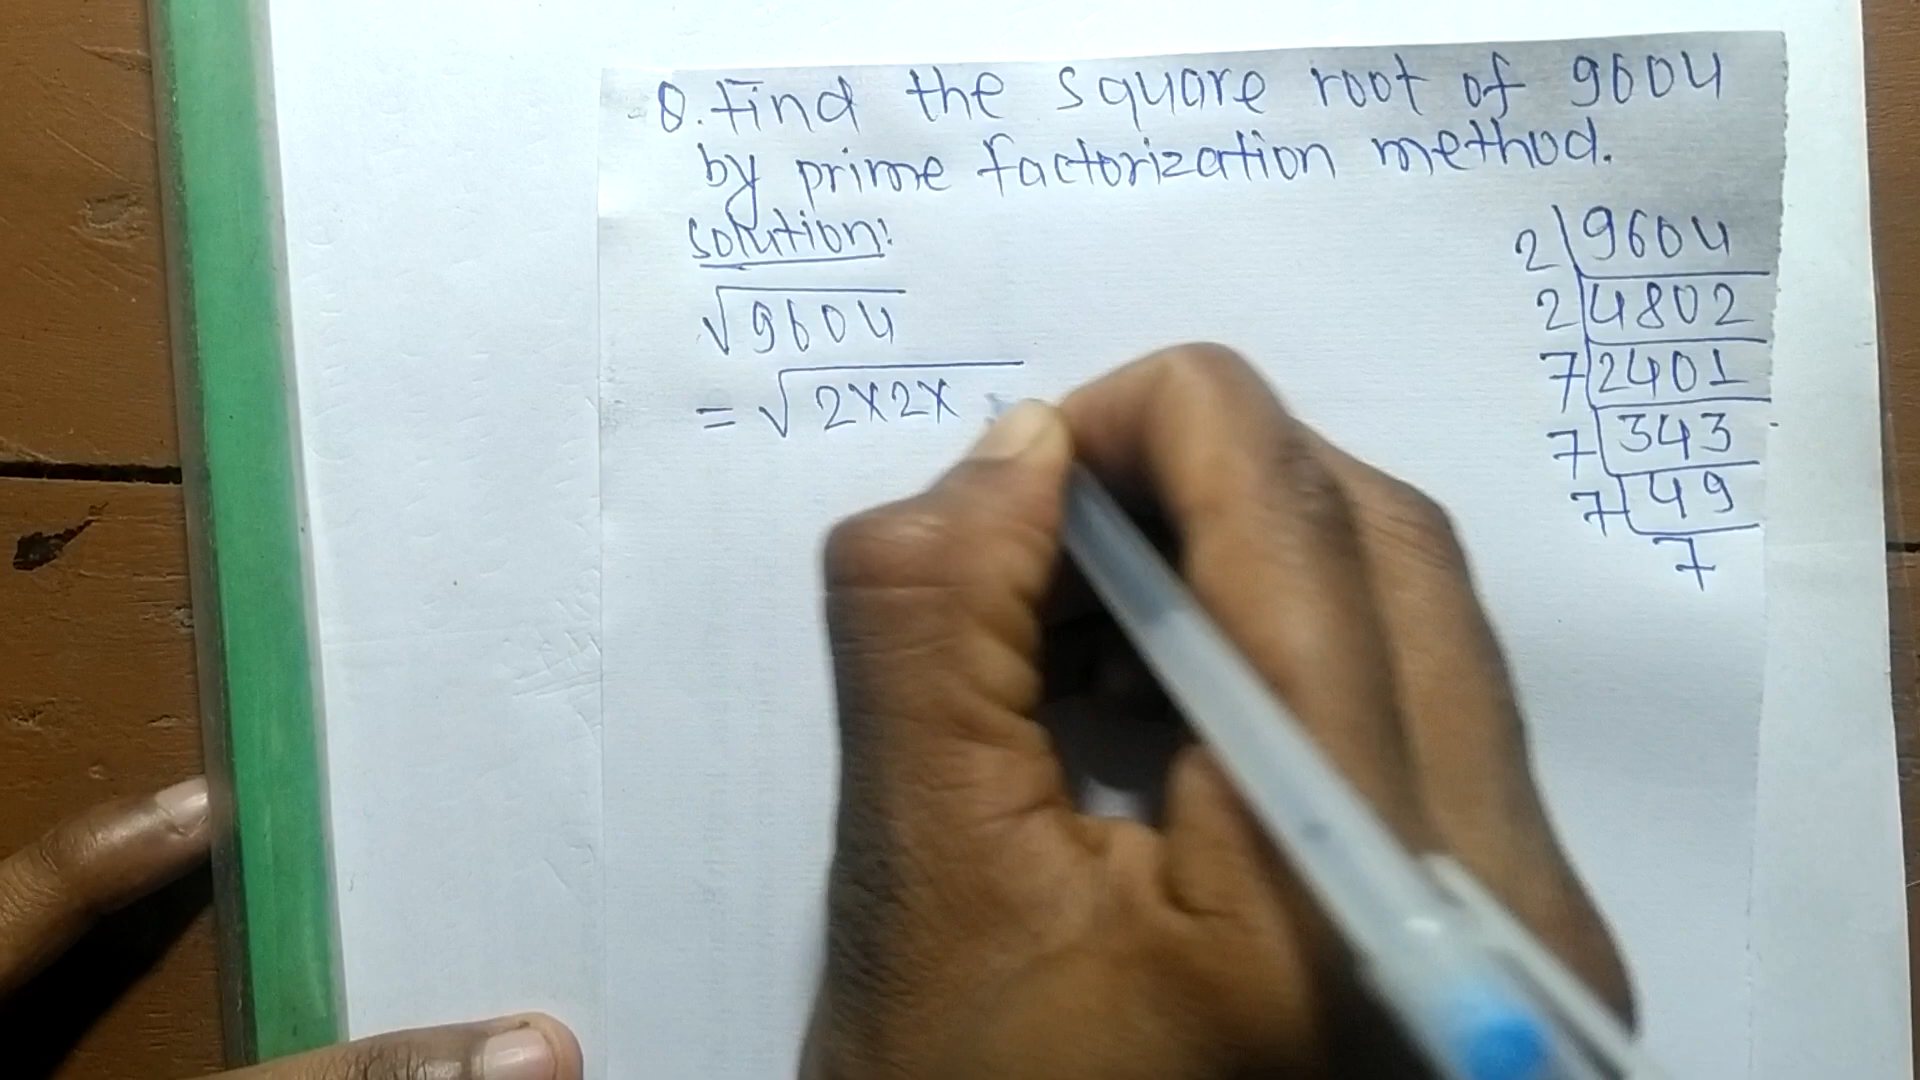 Q. Find the square root of 9604
by prime factorization method.
solution:
√9604
= √2×2×
2 9604
2 4802
7 2401
7 343
7 49
7